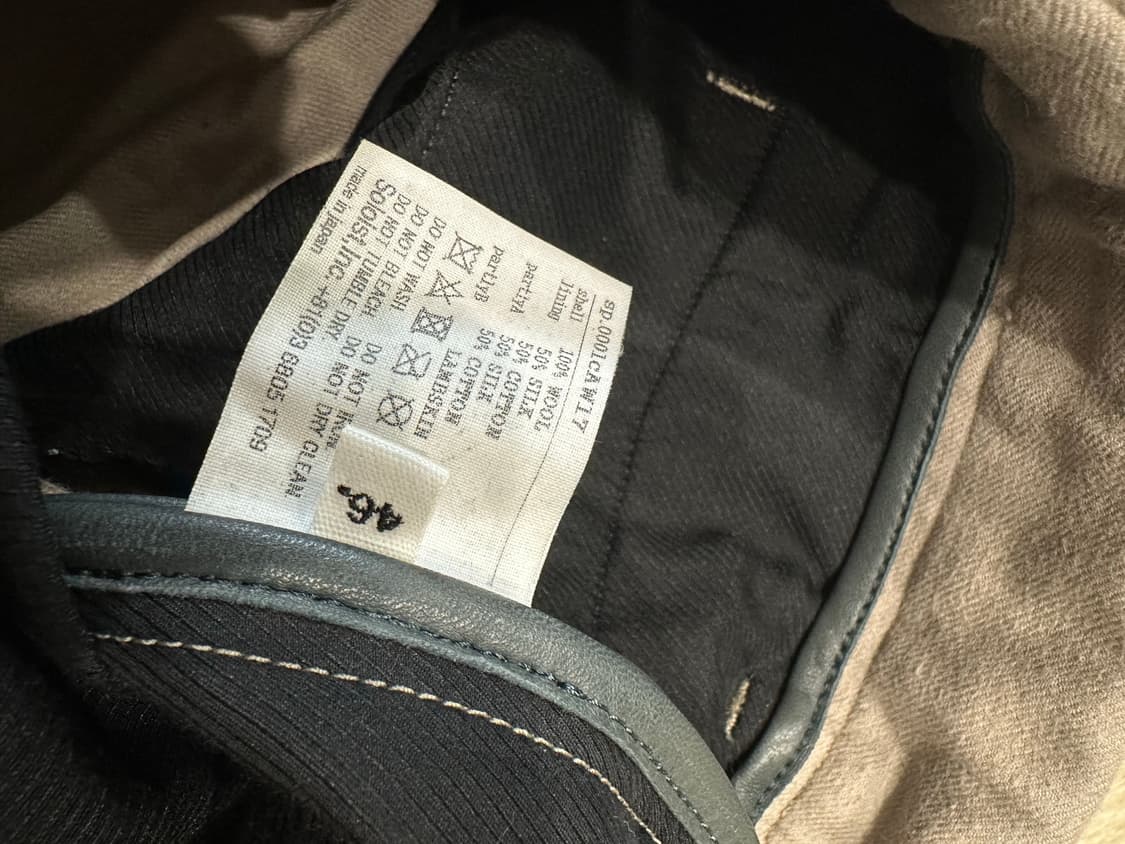 sp.0001cAW17
shell 100% WOOL
lining 50% SILK
50% COTTON
partlyA 50% SILK
50% COTTON
partlyB LAMBSKIN
DO NOT WASH
DO NOT BLEACH DO NOT IRON.
DO NOT TUMBLE DRY DO NOT DRY CLEAN
Soloist,Inc. +81(0)3 6805 1709
made in japan
46.